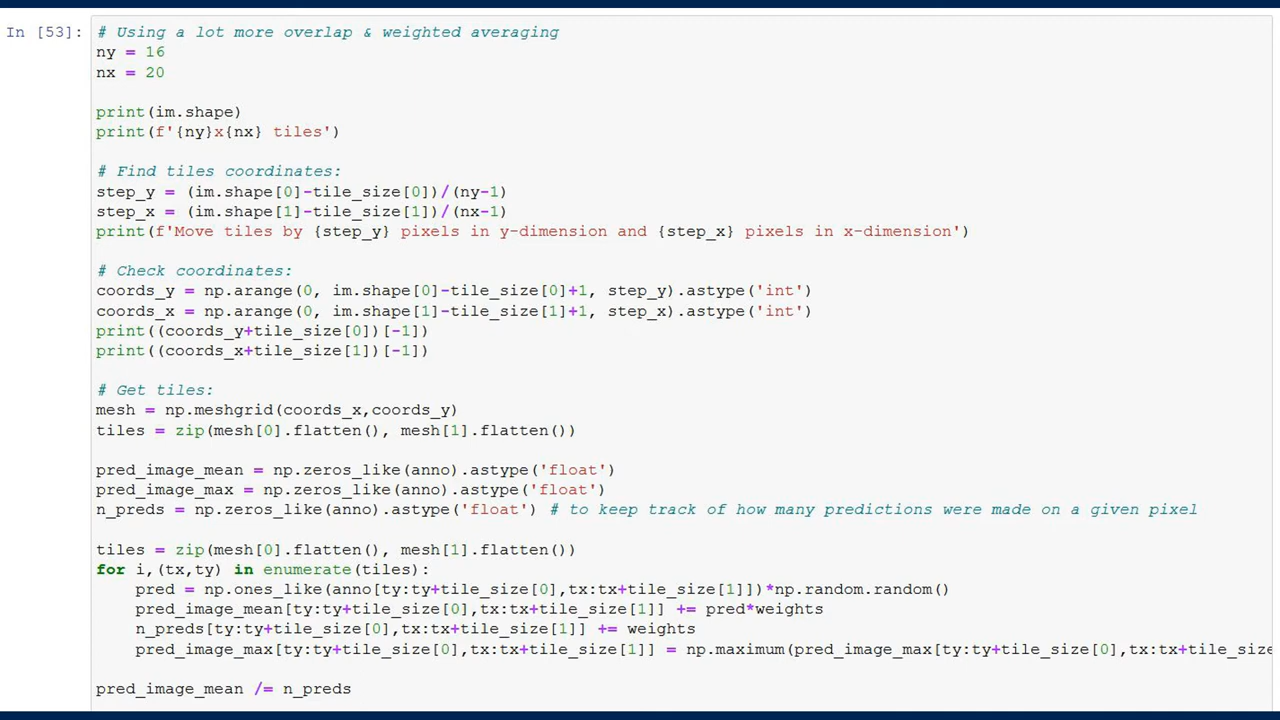 In [53]:
# Using a lot more overlap & weighted averaging
ny = 16
nx = 20
print(im.shape)
print(f'{ny}x{nx} tiles')
# Find tiles coordinates:
step_y = (im.shape[0]-tile_size[0])/(ny-1)
step_x = (im.shape[1]-tile_size[1])/(nx-1)
print(f'Move tiles by {step_y} pixels in y-dimension and {step_x} pixels in x-dimension')
# Check coordinates:
coords_y = np.arange(0, im.shape[0]-tile_size[0]+1, step_y).astype('int')
coords_x = np.arange(0, im.shape[1]-tile_size[1]+1, step_x).astype('int')
print((coords_y+tile_size[0])[-1])
print((coords_x+tile_size[1])[-1])
# Get tiles:
mesh = np.meshgrid(coords_x,coords_y)
tiles = zip(mesh[0].flatten(), mesh[1].flatten())
pred_image_mean = np.zeros_like(anno).astype('float')
pred_image_max = np.zeros_like(anno).astype('float')
n_preds = np.zeros_like(anno).astype('float') # to keep track of how many predictions were made on a given pixel
tiles = zip(mesh[0].flatten(), mesh[1].flatten())
for i,(tx,ty) in enumerate(tiles):
    pred = np.ones_like(anno[ty:ty+tile_size[0],tx:tx+tile_size[1]])*np.random.random()
    pred_image_mean[ty:ty+tile_size[0],tx:tx+tile_size[1]] += pred*weights
    n_preds[ty:ty+tile_size[0],tx:tx+tile_size[1]] += weights
    pred_image_max[ty:ty+tile_size[0],tx:tx+tile_size[1]] = np.maximum(pred_image_max[ty:ty+tile_size[0],tx:tx+tile_size
pred_image_mean /= n_preds